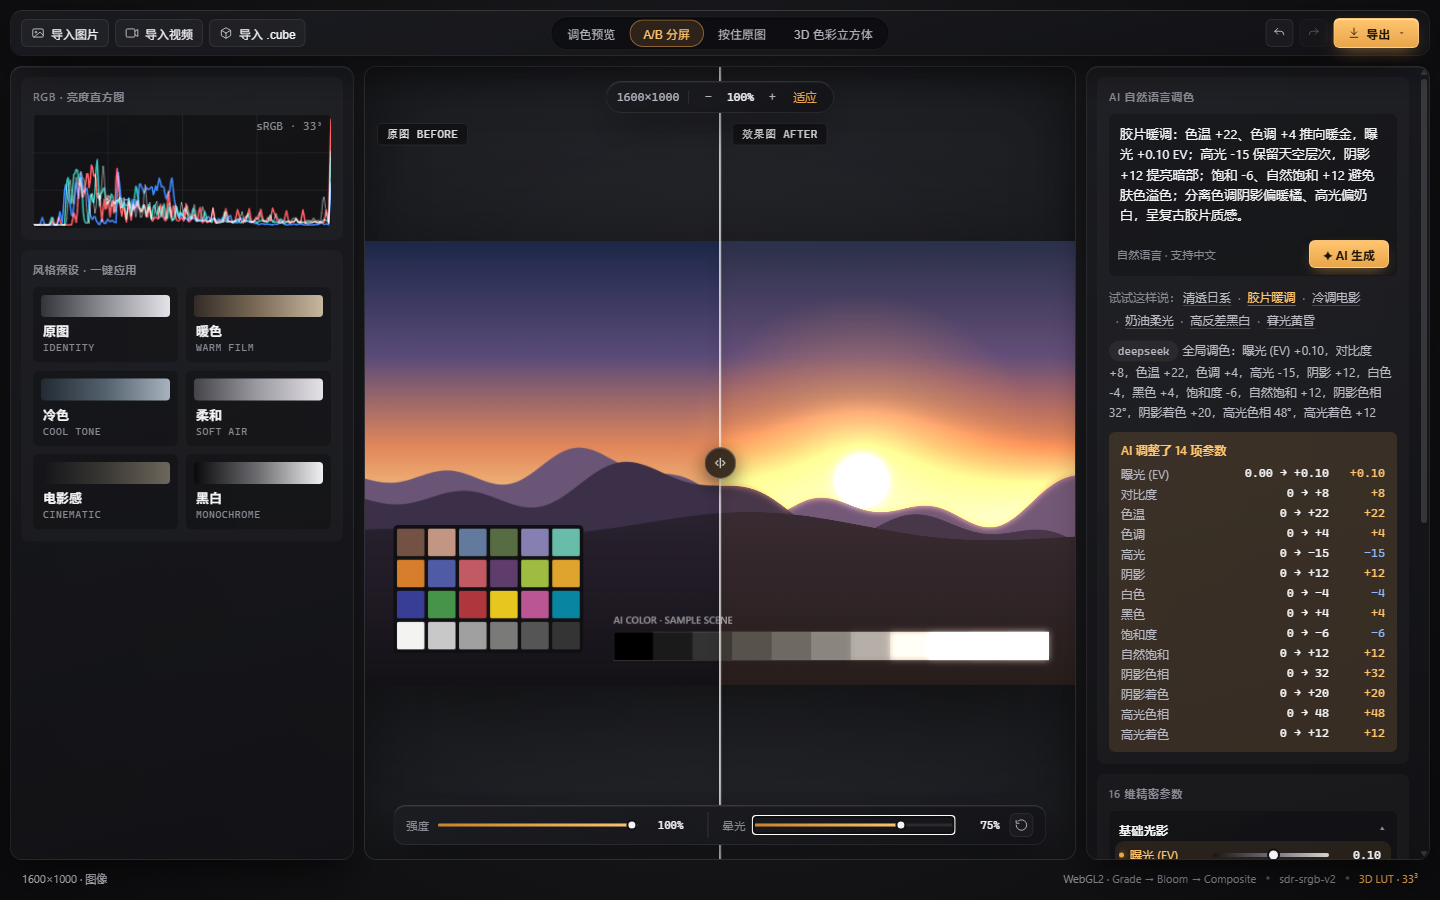 导入图片
导入视频
导入 .cube
调色预览
A/B 分屏
按住原图
3D 色彩立方体
导出
RGB · 亮度直方图
sRGB · 33³
风格预设 · 一键应用
原图
IDENTITY
暖色
WARM FILM
冷色
COOL TONE
柔和
SOFT AIR
电影感
CINEMATIC
黑白
MONOCHROME
1600×1000 − 100% + 适应
原图 BEFORE
效果图 AFTER
AI COLOR · SAMPLE SCENE
强度 100%
晕光 75%
AI 自然语言调色
胶片暖调：色温 +22、色调 +4 推向暖金，曝
光 +0.10 EV；高光 -15 保留天空层次，阴影
+12 提亮暗部；饱和 -6、自然饱和 +12 避免
肤色溢色；分离色调阴影偏暖橘、高光偏奶
白，呈复古胶片质感。
自然语言 · 支持中文
✦ AI 生成
试试这样说： 清透日系 · 胶片暖调 · 冷调电影
· 奶油柔光 · 高反差黑白 · 暮光黄昏
deepseek 全局调色：曝光 (EV) +0.10，对比度
+8，色温 +22，色调 +4，高光 -15，阴影 +12，白色
-4，黑色 +4，饱和度 -6，自然饱和 +12，阴影色相
32°，阴影着色 +20，高光色相 48°，高光着色 +12
AI 调整了 14 项参数
曝光 (EV) 0.00 → +0.10 +0.10
对比度 0 → +8 +8
色温 0 → +22 +22
色调 0 → +4 +4
高光 0 → −15 −15
阴影 0 → +12 +12
白色 0 → −4 −4
黑色 0 → +4 +4
饱和度 0 → −6 −6
自然饱和 0 → +12 +12
阴影色相 0 → 32 +32
阴影着色 0 → +20 +20
高光色相 0 → 48 +48
高光着色 0 → +12 +12
16 维精密参数
基础光影
曝光 (EV) 0.10
1600×1000 · 图像
WebGL2 · Grade → Bloom → Composite • sdr-srgb-v2 • 3D LUT · 33³